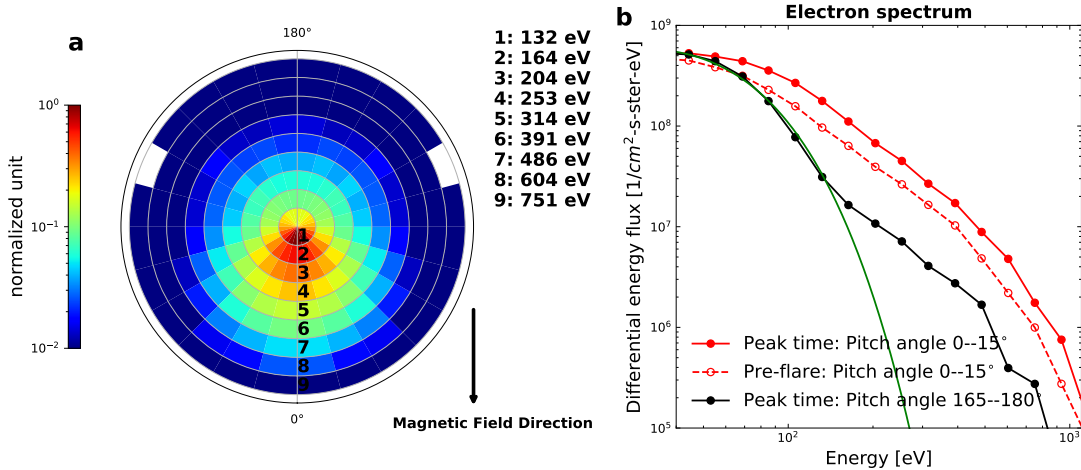 a
180°
1: 132 eV
2: 164 eV
3: 204 eV
4: 253 eV
5: 314 eV
6: 391 eV
7: 486 eV
8: 604 eV
9: 751 eV
normalized unit
10⁰
10⁻¹
10⁻²
1
2
3
4
5
6
7
8
9
0°
Magnetic Field Direction
b
Electron spectrum
Differential energy flux [1/cm²-s-ster-eV]
10⁹
10⁸
10⁷
10⁶
10⁵
Peak time: Pitch angle 0--15°
Pre-flare: Pitch angle 0--15°
Peak time: Pitch angle 165--180°
10²
10³
Energy [eV]